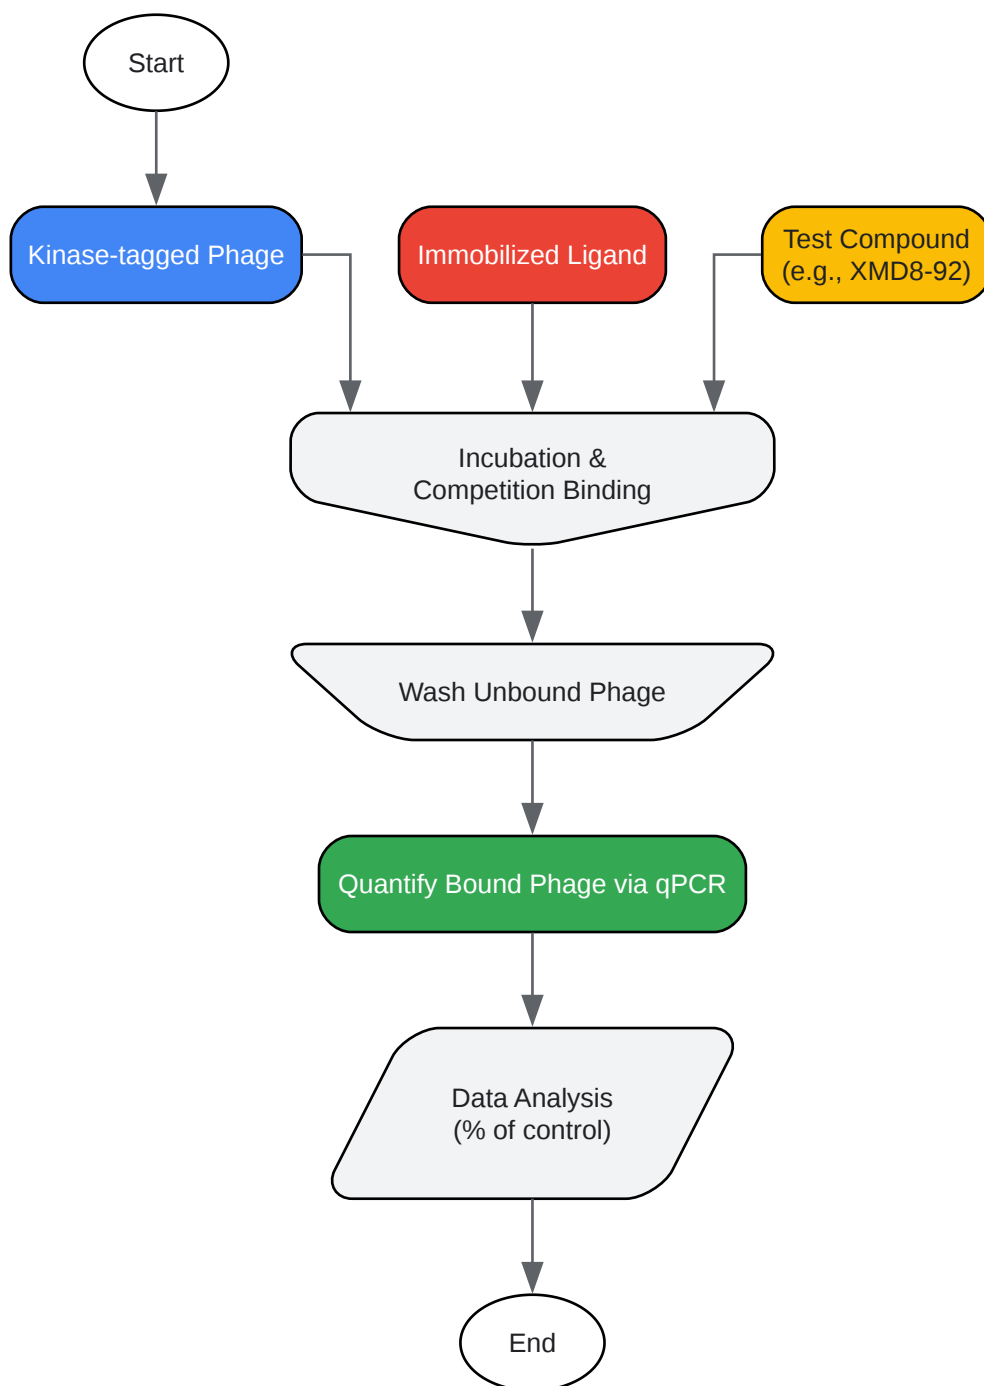 Start
Kinase-tagged Phage
Immobilized Ligand
Test Compound
(e.g., XMD8-92)
Incubation &
Competition Binding
Wash Unbound Phage
Quantify Bound Phage via qPCR
Data Analysis
(% of control)
End